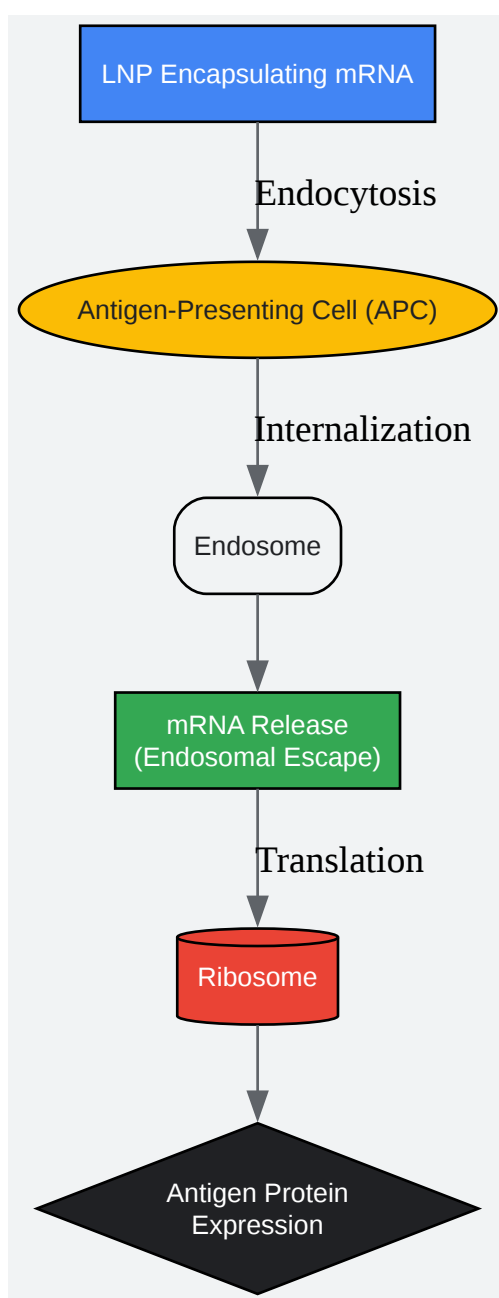 LNP Encapsulating mRNA
Endocytosis
Antigen-Presenting Cell (APC)
Internalization
Endosome
mRNA Release
(Endosomal Escape)
Translation
Ribosome
Antigen Protein
Expression